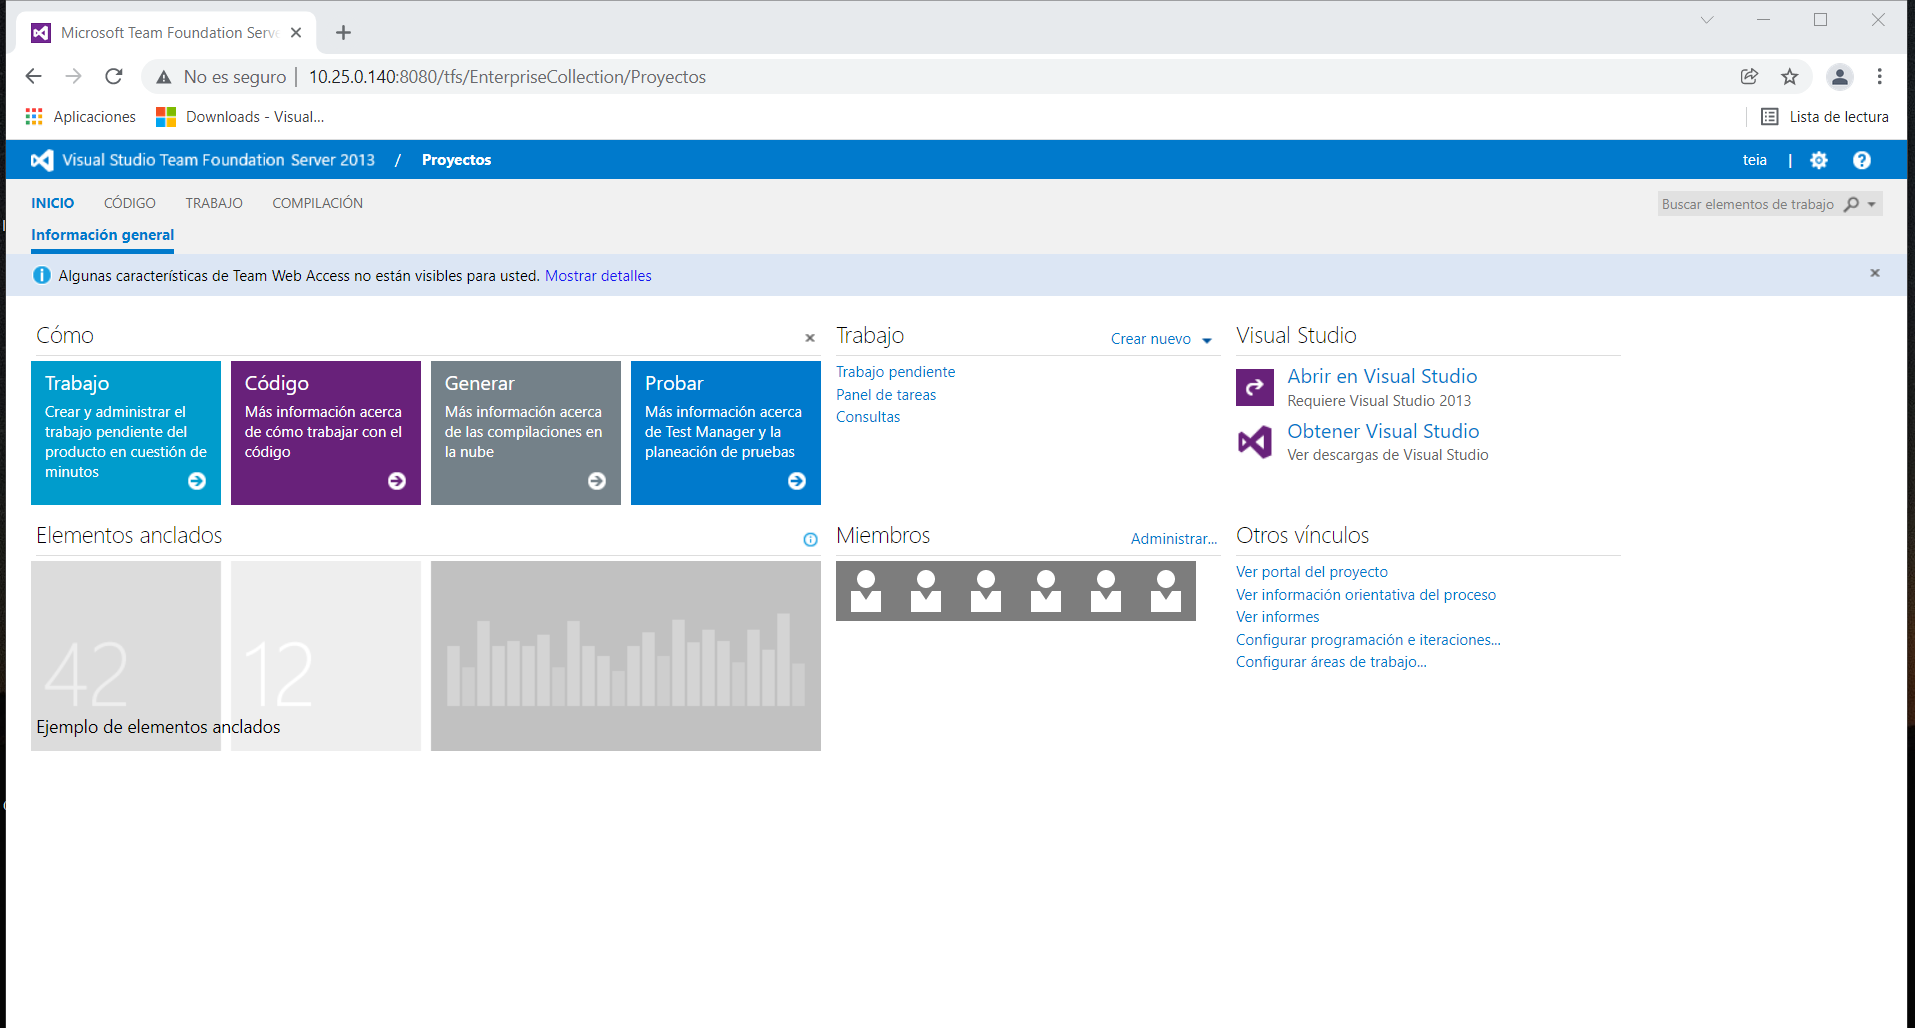 Microsoft Team Foundation Serv
No es seguro | 10.25.0.140:8080/tfs/EnterpriseCollection/Proyectos
Aplicaciones
Downloads - Visual...
Lista de lectura
Visual Studio Team Foundation Server 2013 / Proyectos
teia |
INICIO
CÓDIGO
TRABAJO
COMPILACIÓN
Buscar elementos de trabajo
Información general
Algunas características de Team Web Access no están visibles para usted. Mostrar detalles
Cómo
Trabajo
Crear y administrar el
trabajo pendiente del
producto en cuestión de
minutos
Código
Más información acerca
de cómo trabajar con el
código
Generar
Más información acerca
de las compilaciones en
la nube
Probar
Más información acerca
de Test Manager y la
planeación de pruebas
Trabajo
Crear nuevo
Trabajo pendiente
Panel de tareas
Consultas
Visual Studio
Abrir en Visual Studio
Requiere Visual Studio 2013
Obtener Visual Studio
Ver descargas de Visual Studio
Elementos anclados
42
12
Ejemplo de elementos anclados
Miembros
Administrar...
Otros vínculos
Ver portal del proyecto
Ver información orientativa del proceso
Ver informes
Configurar programación e iteraciones...
Configurar áreas de trabajo...